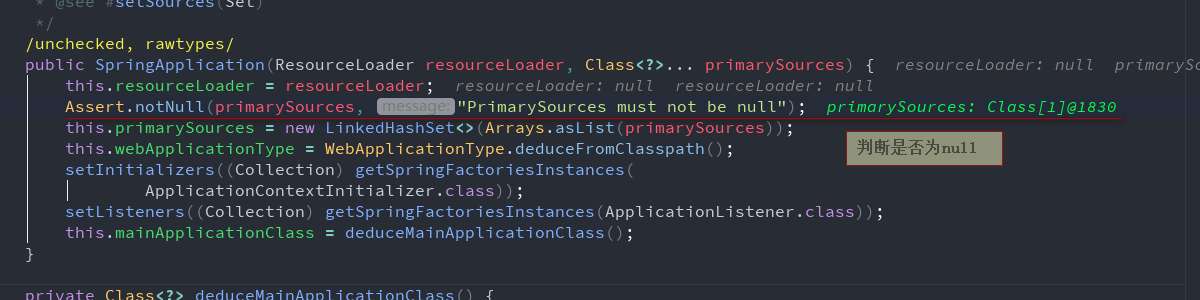 * @see #setSources(Set)
*/
/unchecked, rawtypes/
public SpringApplication(ResourceLoader resourceLoader, Class<?>... primarySources) { resourceLoader: null primarySo
this.resourceLoader = resourceLoader; resourceLoader: null resourceLoader: null
Assert.notNull(primarySources, message: "PrimarySources must not be null"); primarySources: Class[1]@1830
this.primarySources = new LinkedHashSet<>(Arrays.asList(primarySources));
this.webApplicationType = WebApplicationType.deduceFromClasspath();
判断是否为null
setInitializers((Collection) getSpringFactoriesInstances(
ApplicationContextInitializer.class));
setListeners((Collection) getSpringFactoriesInstances(ApplicationListener.class));
this.mainApplicationClass = deduceMainApplicationClass();
}
private Class<?> deduceMainApplicationClass() {